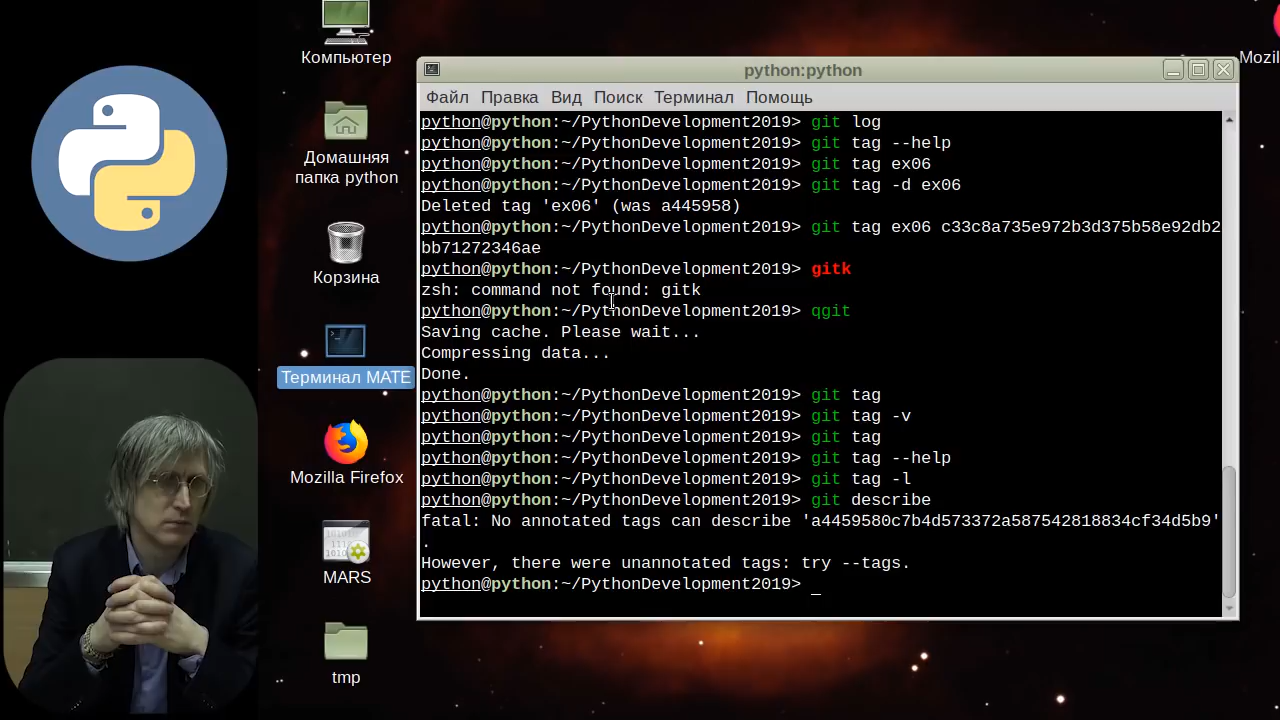 Компьютер
Домашняя
папка python
Корзина
Терминал MATE
Mozilla Firefox
MARS
tmp
python:python
Файл Правка Вид Поиск Терминал Помощь
python@python:~/PythonDevelopment2019> git log
python@python:~/PythonDevelopment2019> git tag --help
python@python:~/PythonDevelopment2019> git tag ex06
python@python:~/PythonDevelopment2019> git tag -d ex06
Deleted tag 'ex06' (was a445958)
python@python:~/PythonDevelopment2019> git tag ex06 c33c8a735e972b3d375b58e92db2
bb71272346ae
python@python:~/PythonDevelopment2019> gitk
zsh: command not found: gitk
python@python:~/PythonDevelopment2019> qgit
Saving cache. Please wait...
Compressing data...
Done.
python@python:~/PythonDevelopment2019> git tag
python@python:~/PythonDevelopment2019> git tag -v
python@python:~/PythonDevelopment2019> git tag
python@python:~/PythonDevelopment2019> git tag --help
python@python:~/PythonDevelopment2019> git tag -l
python@python:~/PythonDevelopment2019> git describe
fatal: No annotated tags can describe 'a4459580c7b4d573372a587542818834cf34d5b9'
.
However, there were unannotated tags: try --tags.
python@python:~/PythonDevelopment2019> _